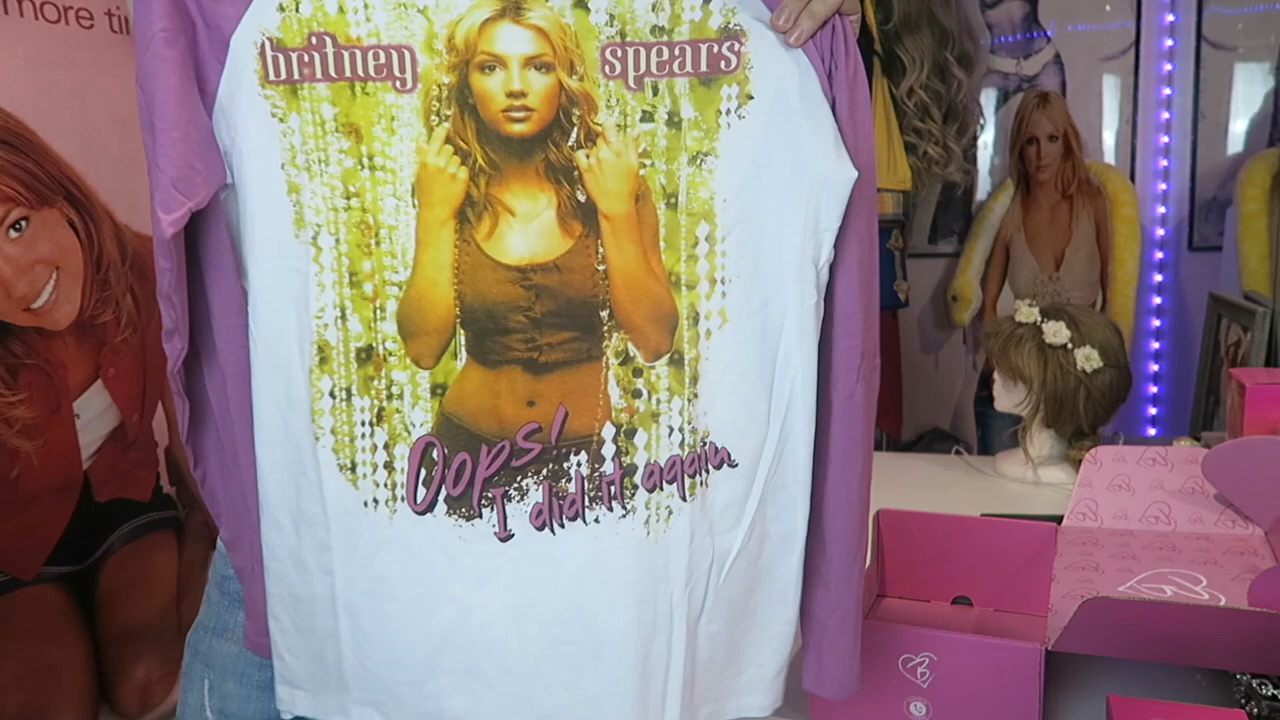 more ti
britney spears
Oops!
I did it again
B
B